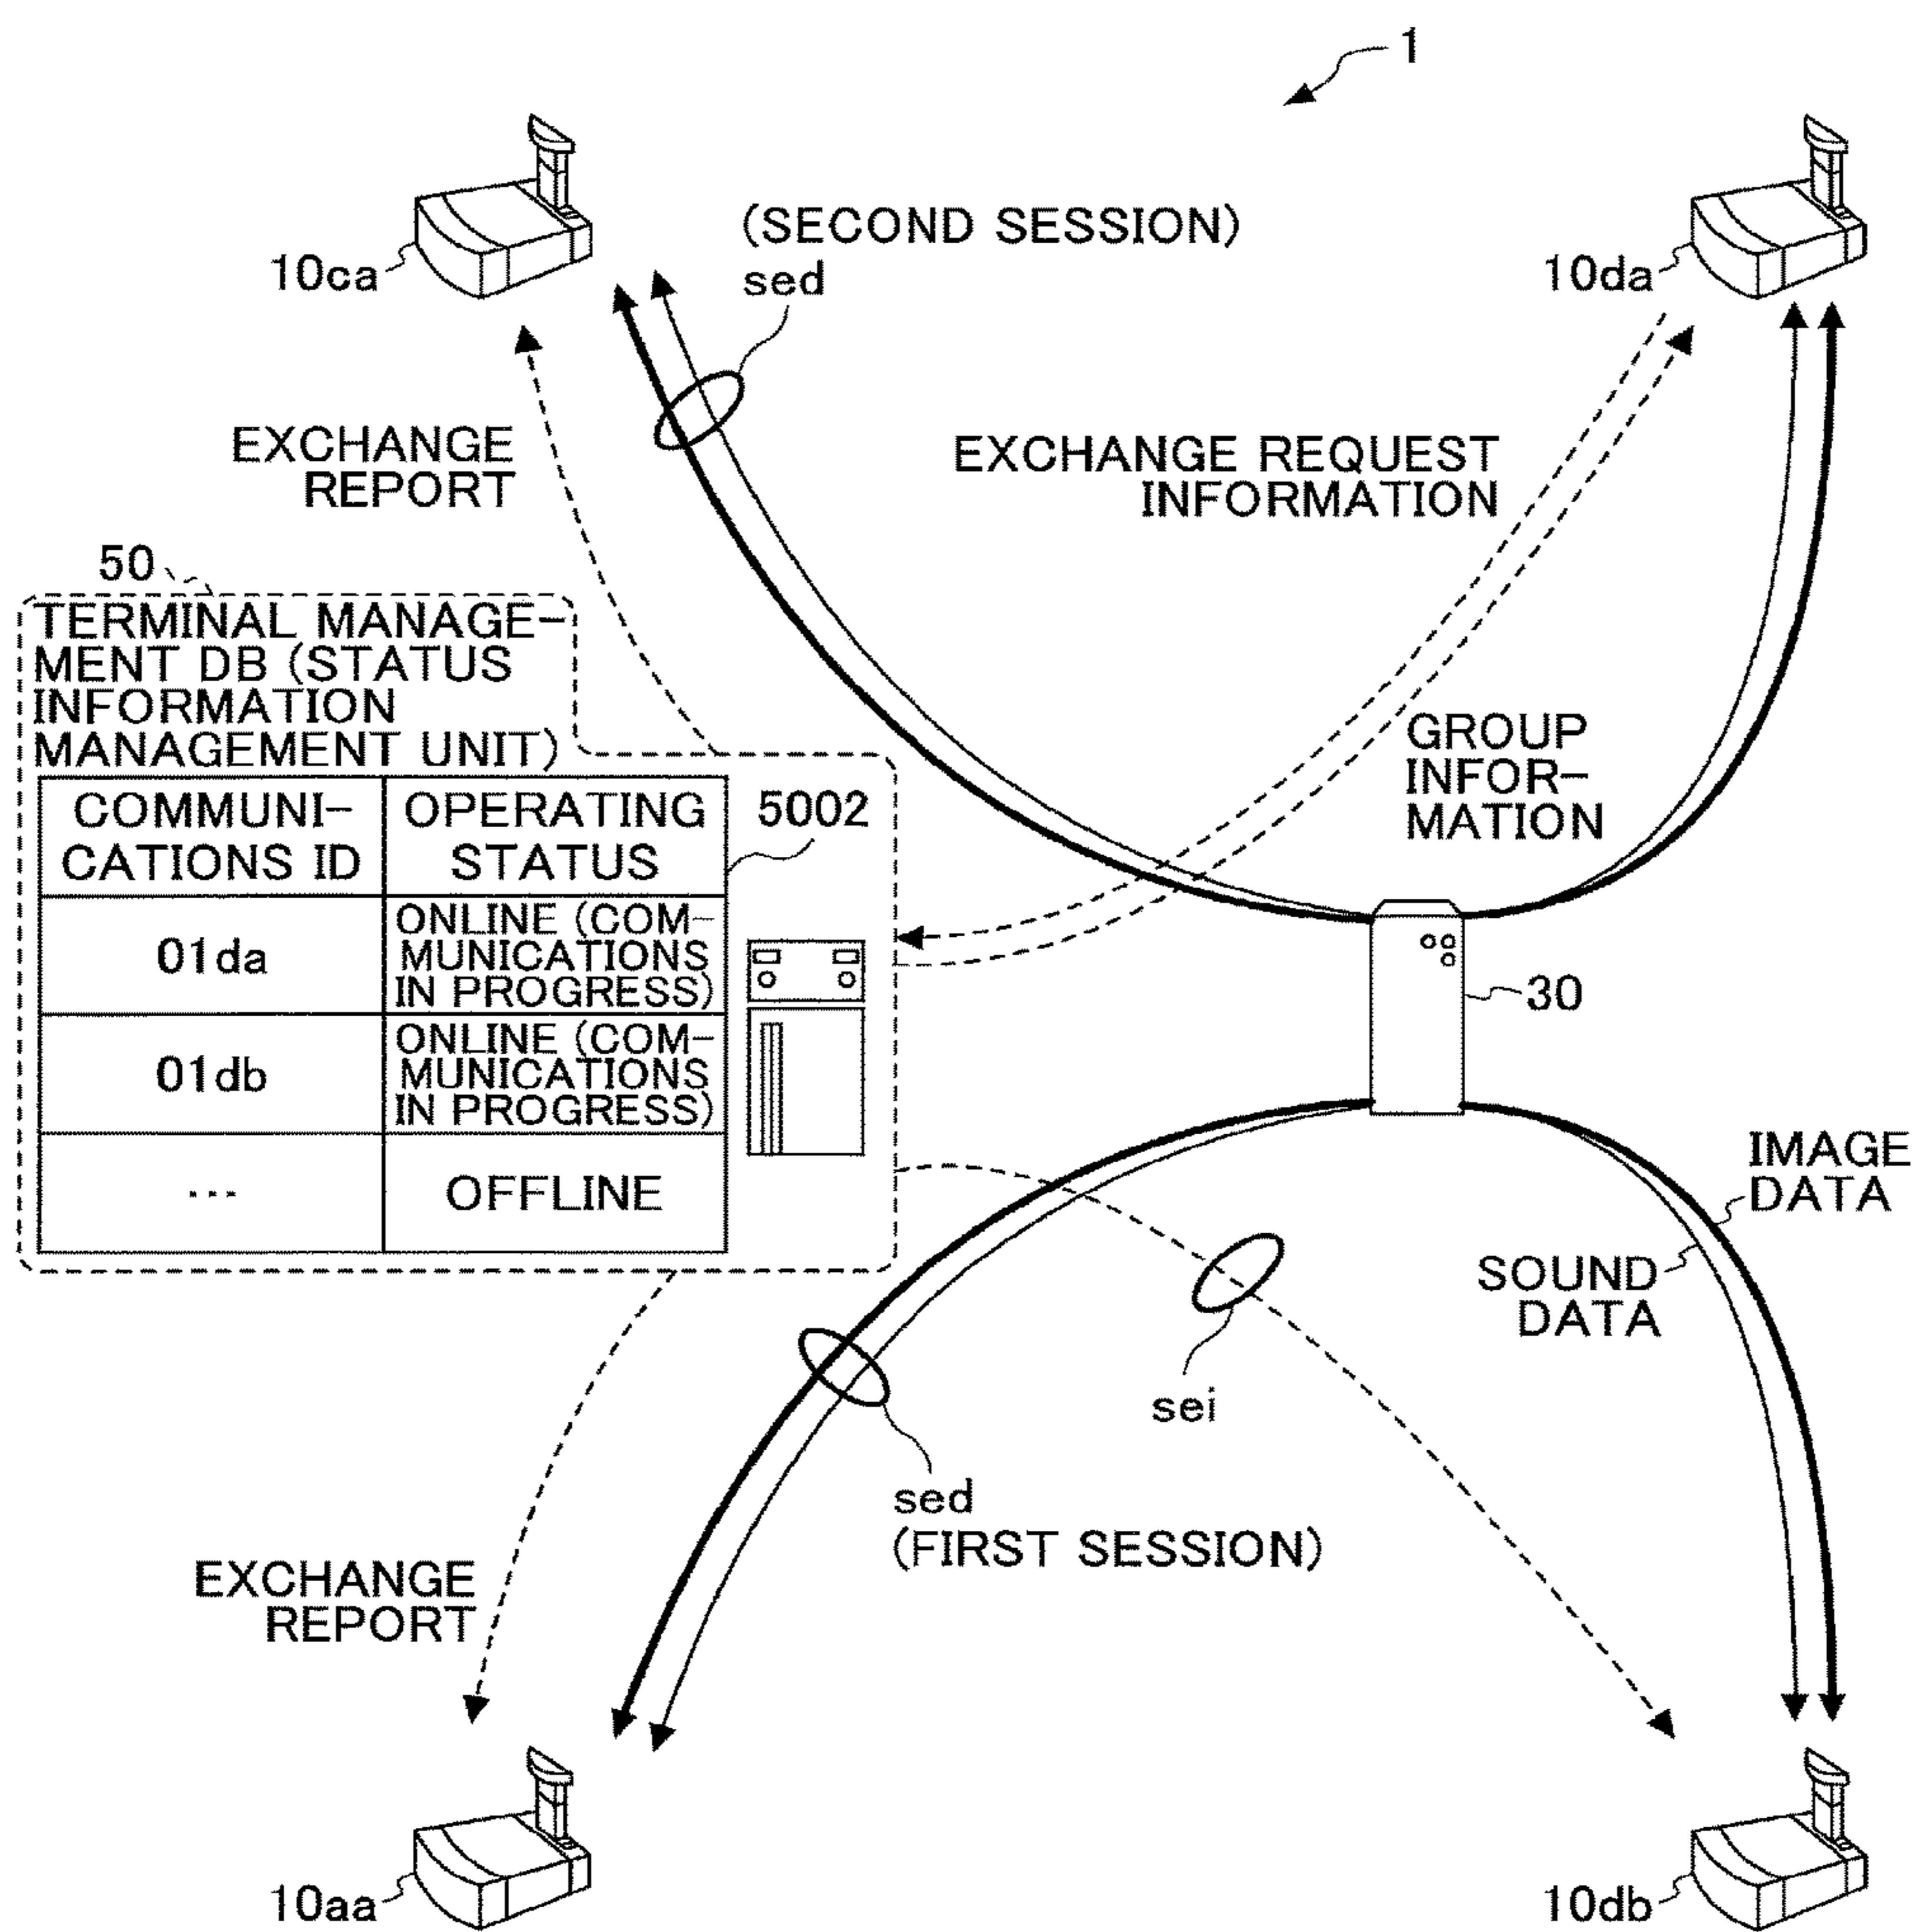 1
(SECOND SESSION)
sed
10ca
10da
EXCHANGE
REPORT
EXCHANGE REQUEST
INFORMATION
50
TERMINAL MANAGE-
MENT DB (STATUS
INFORMATION
MANAGEMENT UNIT)
GROUP
INFOR-
MATION
COMMUNI-
CATIONS ID
OPERATING
STATUS
5002
01da
ONLINE (COM-
MUNICATIONS
IN PROGRESS)
30
01db
ONLINE (COM-
MUNICATIONS
IN PROGRESS)
...
OFFLINE
IMAGE
DATA
SOUND
DATA
sei
sed
(FIRST SESSION)
EXCHANGE
REPORT
10aa
10db